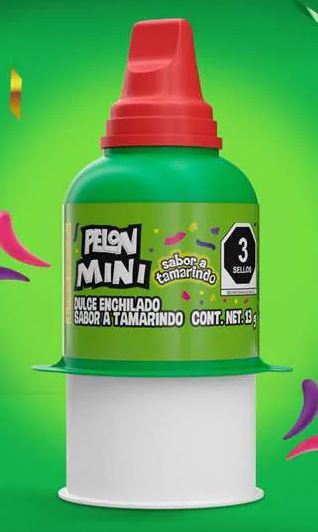 PELON
MINI
sabor a
tamarindo
3
SELLOS
DULCE ENCHILADO
SABOR A TAMARINDO CONT. NET. 13 g